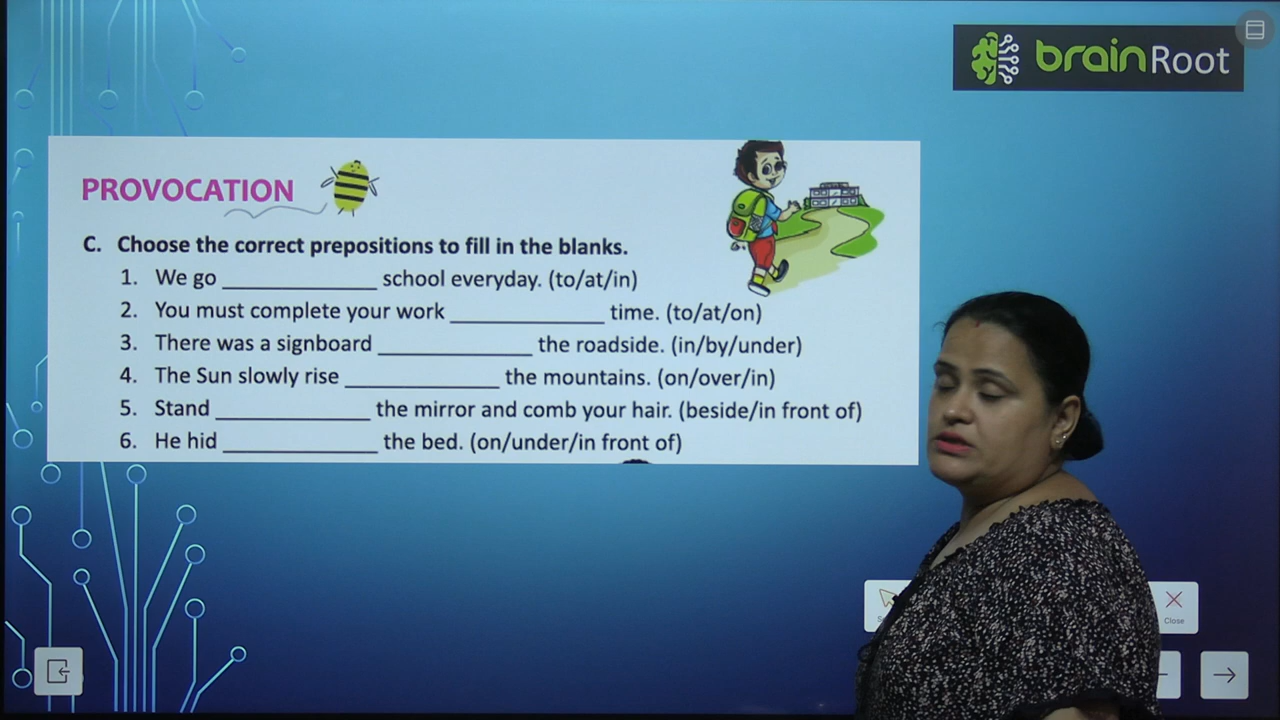 brainRoot
PROVOCATION
C. Choose the correct prepositions to fill in the blanks.
1. We go ______________ school everyday. (to/at/in)
2. You must complete your work ______________ time. (to/at/on)
3. There was a signboard ______________ the roadside. (in/by/under)
4. The Sun slowly rise ______________ the mountains. (on/over/in)
5. Stand ______________ the mirror and comb your hair. (beside/in front of)
6. He hid ______________ the bed. (on/under/in front of)
Close